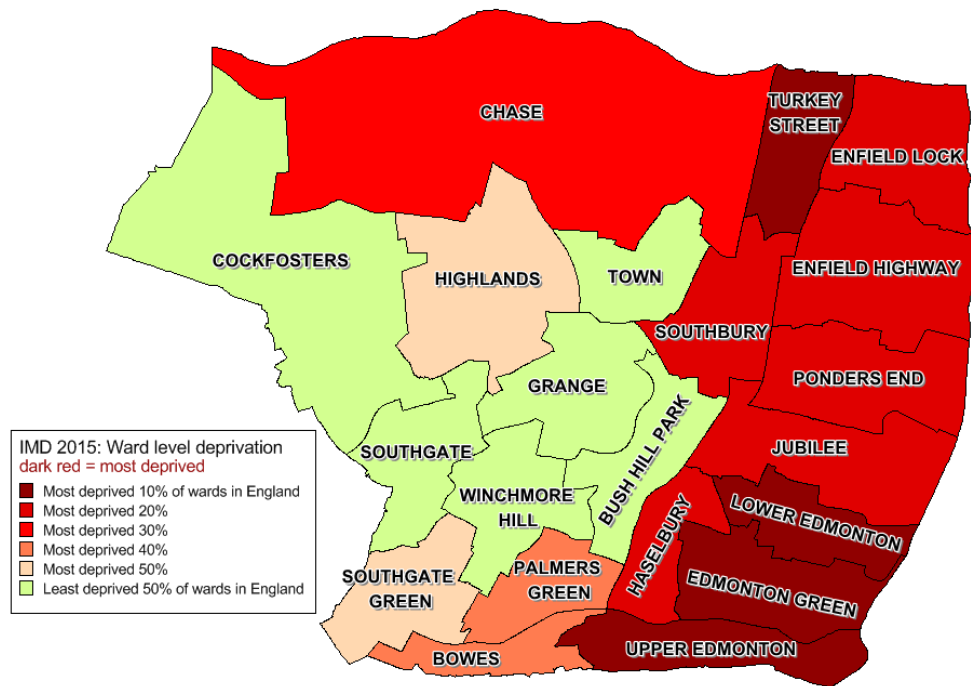 CHASE
TURKEY
STREET
ENFIELD LOCK
COCKFOSTERS
HIGHLANDS
TOWN
ENFIELD HIGHWAY
SOUTHBURY
GRANGE
PONDERS END
BUSH HILL PARK
SOUTHGATE
JUBILEE
WINCHMORE
HILL
LOWER EDMONTON
HASELBURY
SOUTHGATE
GREEN
PALMERS
GREEN
EDMONTON GREEN
BOWES
UPPER EDMONTON
IMD 2015: Ward level deprivation
dark red = most deprived
Most deprived 10% of wards in England
Most deprived 20%
Most deprived 30%
Most deprived 40%
Most deprived 50%
Least deprived 50% of wards in England